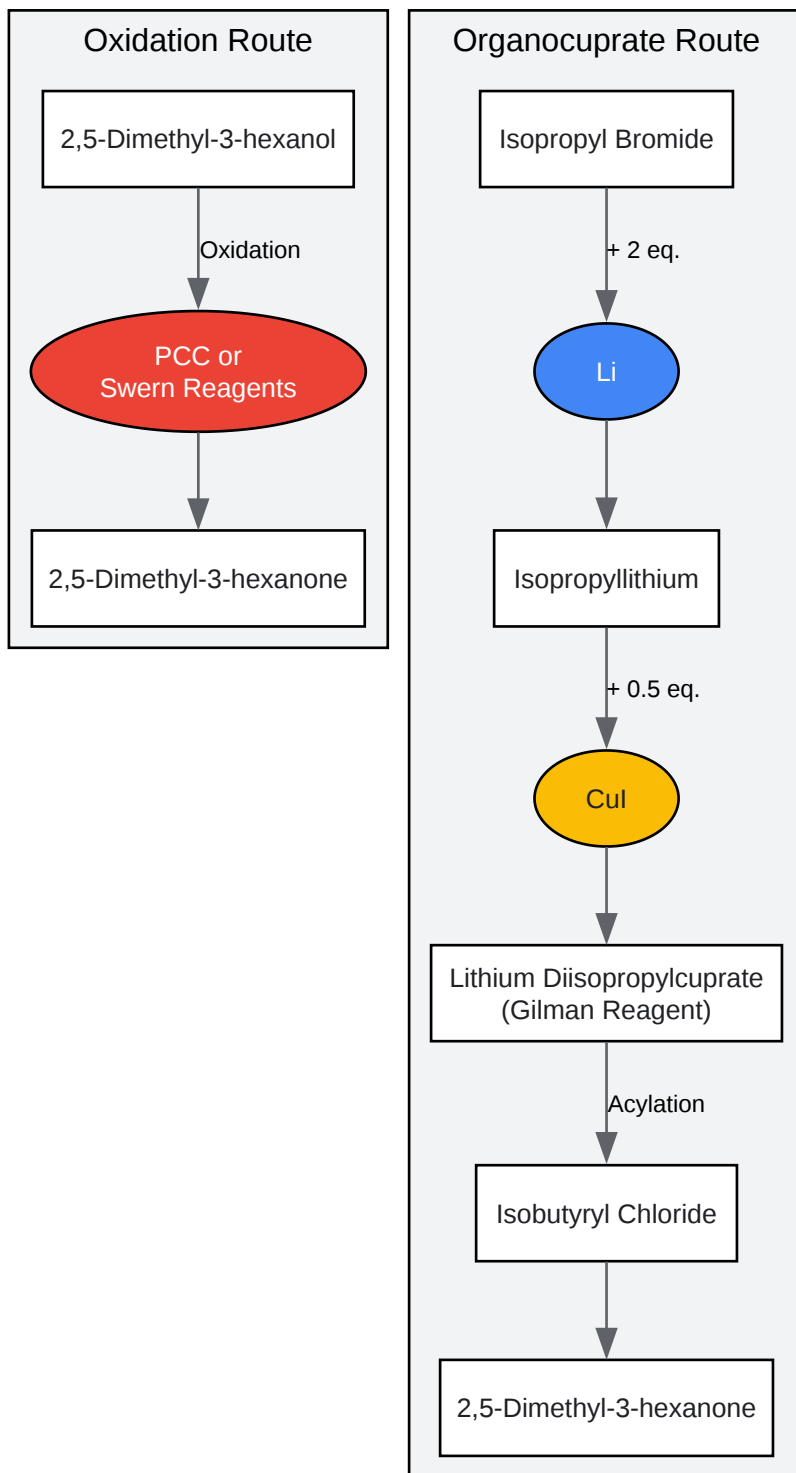 Oxidation Route
2,5-Dimethyl-3-hexanol
Oxidation
PCC or
Swern Reagents
2,5-Dimethyl-3-hexanone
Organocuprate Route
Isopropyl Bromide
+ 2 eq.
Li
Isopropyllithium
+ 0.5 eq.
CuI
Lithium Diisopropylcuprate
(Gilman Reagent)
Acylation
Isobutyryl Chloride
2,5-Dimethyl-3-hexanone